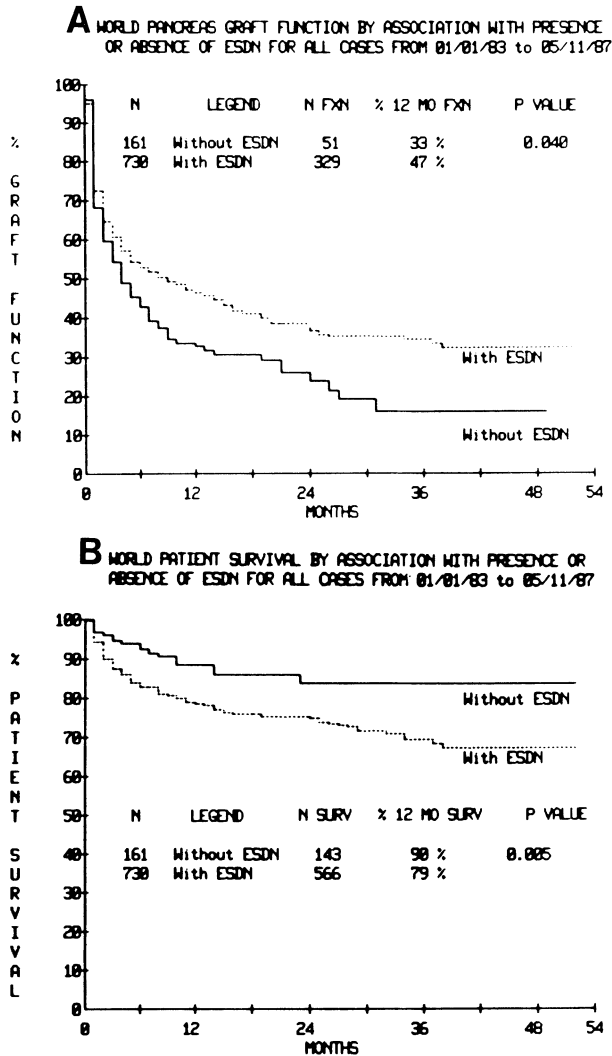 A WORLD PANCREAS GRAFT FUNCTION BY ASSOCIATION WITH PRESENCE
OR ABSENCE OF ESDN FOR ALL CASES FROM 01/01/83 to 05/11/87
% GRAFT FUNCTION
100
90
80
70
60
50
40
30
20
10
0
N LEGEND N FXN % 12 MO FXN P VALUE
161 Without ESDN 51 33 % 0.040
730 With ESDN 329 47 %
With ESDN
Without ESDN
0 12 24 36 48 54
MONTHS
B WORLD PATIENT SURVIVAL BY ASSOCIATION WITH PRESENCE OR
ABSENCE OF ESDN FOR ALL CASES FROM 01/01/83 to 05/11/87
% PATIENT SURVIVAL
100
90
80
70
60
50
40
30
20
10
0
Without ESDN
With ESDN
N LEGEND N SURV % 12 MO SURV P VALUE
161 Without ESDN 143 90 % 0.005
730 With ESDN 566 79 %
0 12 24 36 48 54
MONTHS